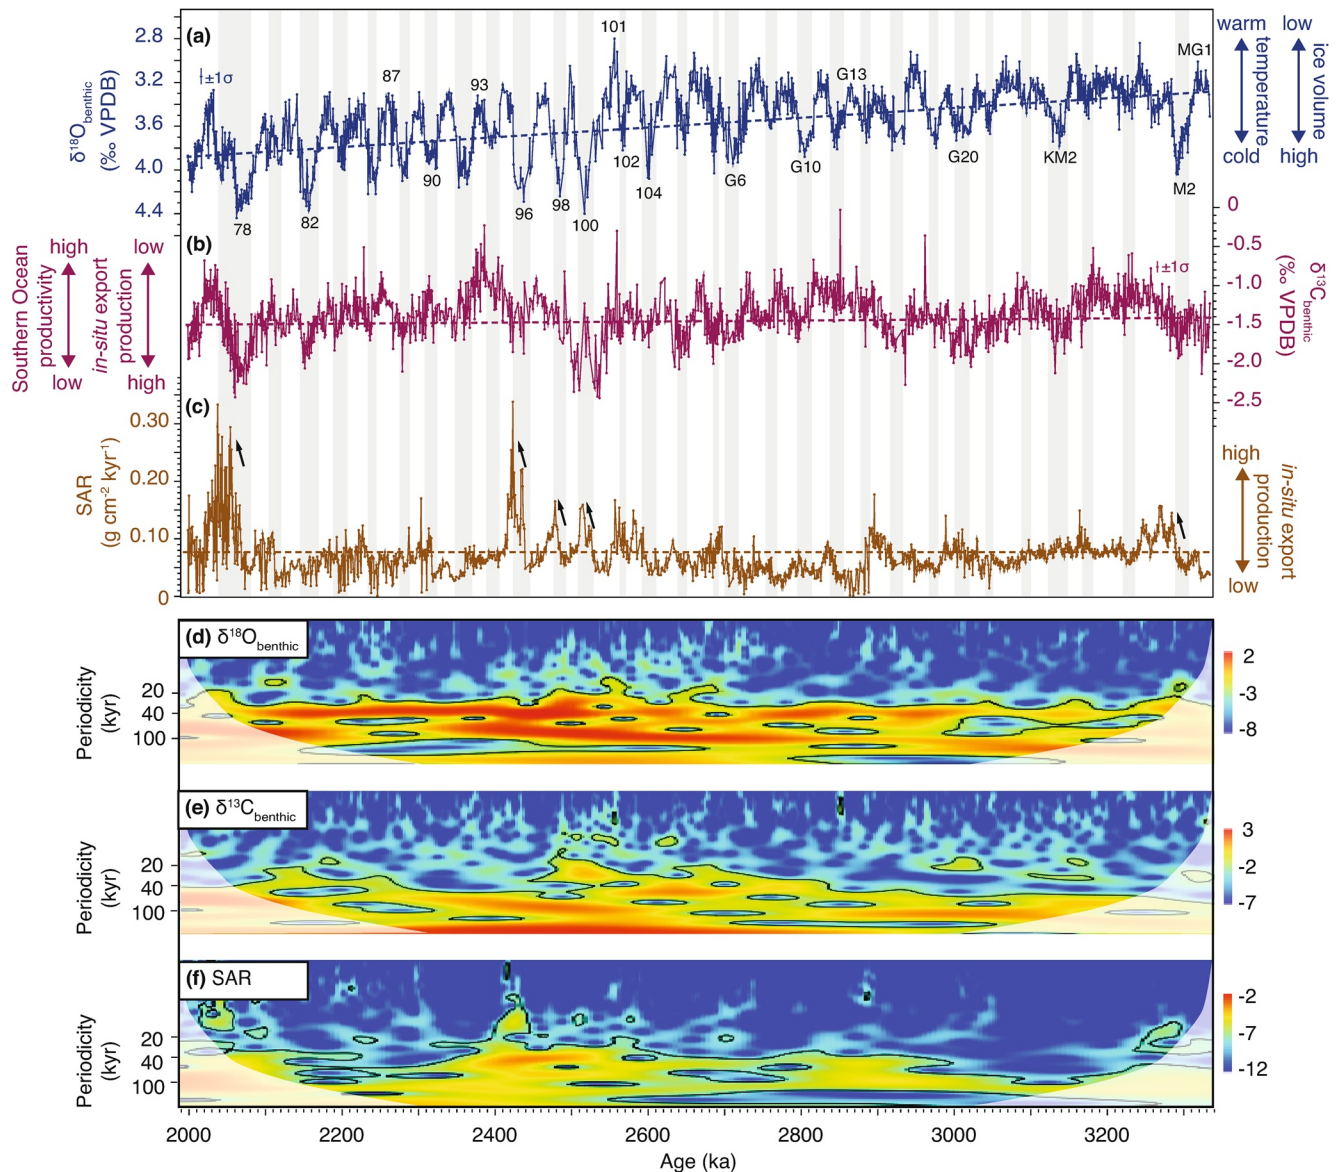 (a)
2.8
3.2
3.6
4.0
4.4
δ¹⁸Obenthic
(‰ VPDB)
±1σ
87
93
101
G13
MG1
90
102
104
G6
G10
G20
KM2
M2
78
82
96
98
100
warm
temperature
cold
low
ice volume
high
(b)
high
Southern Ocean
productivity
low
low
in-situ export
production
high
0
-0.5
-1.0
-1.5
-2.0
-2.5
±1σ
δ¹³Cbenthic
(‰ VPDB)
(c)
0.30
0.20
0.10
0
SAR
(g cm⁻² kyr⁻¹)
high
in-situ export
production
low
(d) δ¹⁸Obenthic
20
40
100
Periodicity
(kyr)
2
-3
-8
(e) δ¹³Cbenthic
20
40
100
Periodicity
(kyr)
3
-2
-7
(f) SAR
20
40
100
Periodicity
(kyr)
-2
-7
-12
2000
2200
2400
2600
2800
3000
3200
Age (ka)